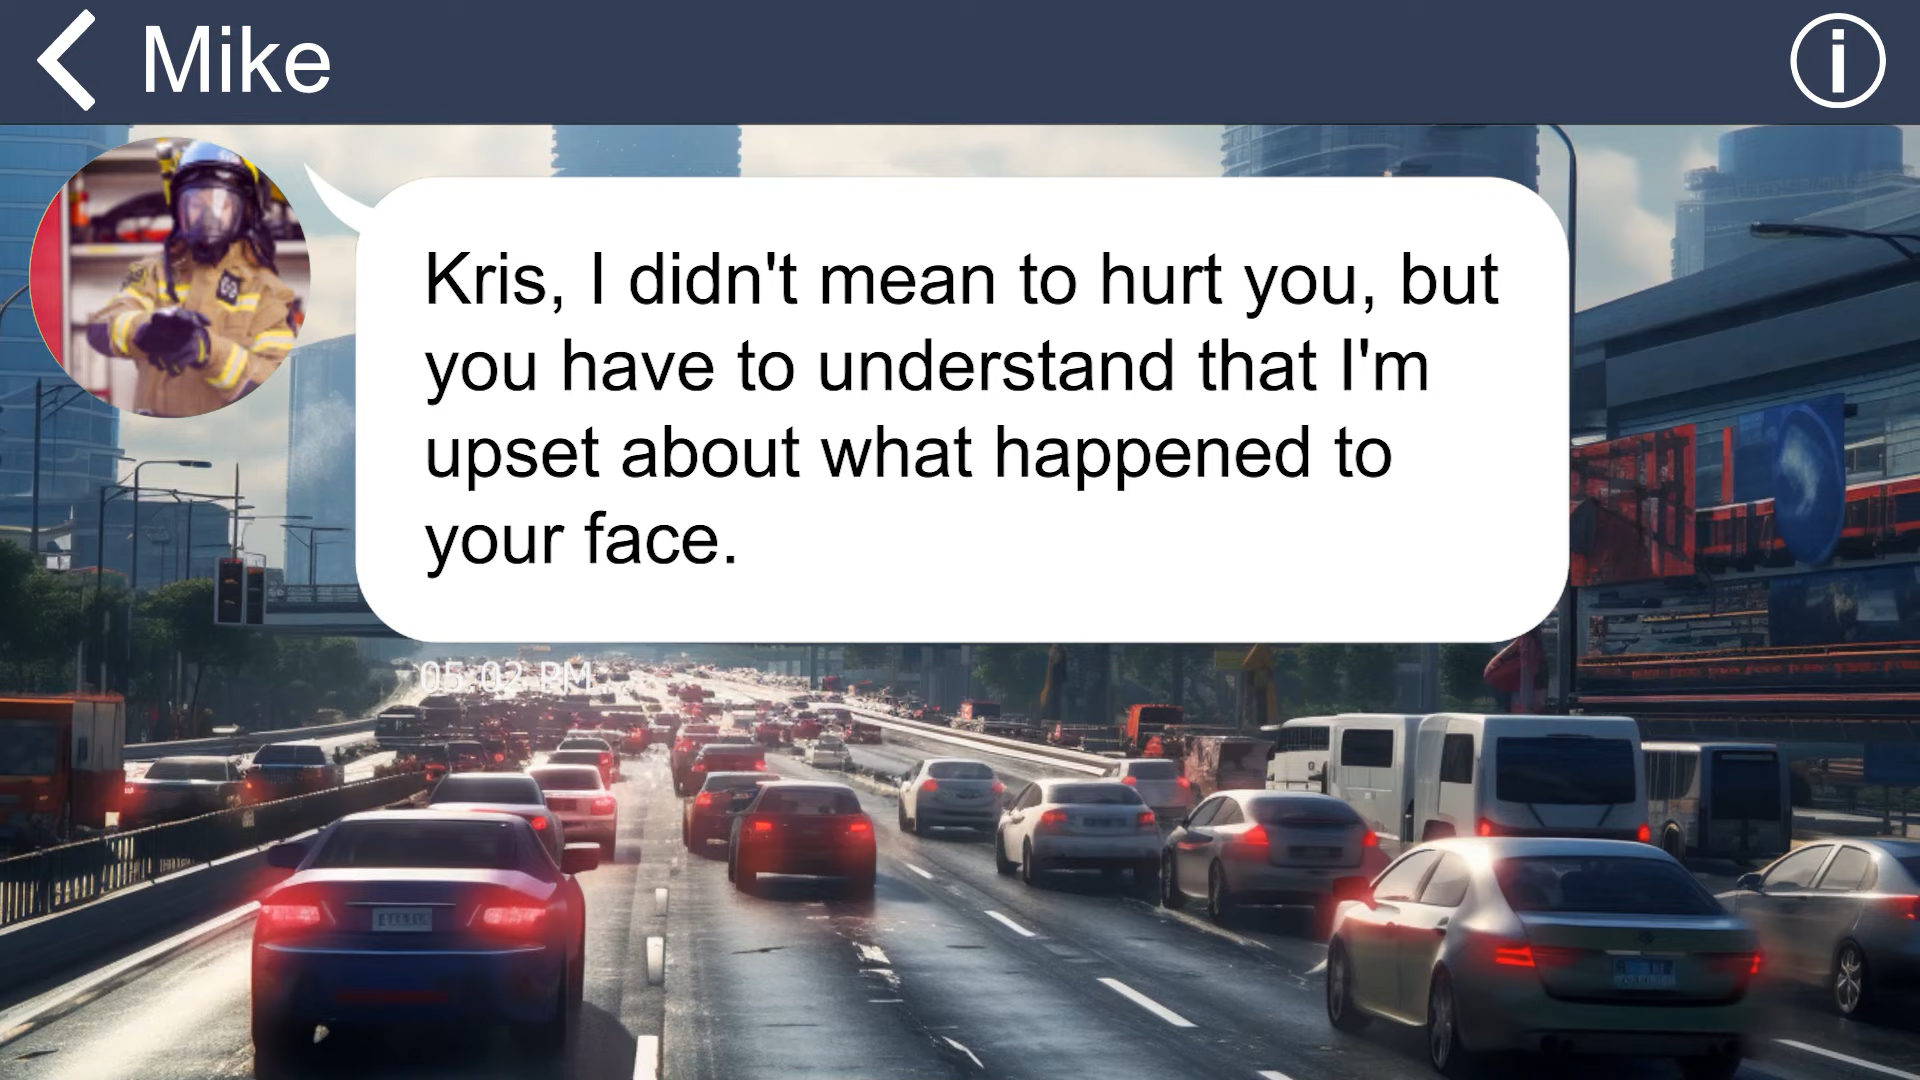 Mike
Kris, I didn't mean to hurt you, but
you have to understand that I'm
upset about what happened to
your face.
05:02 PM